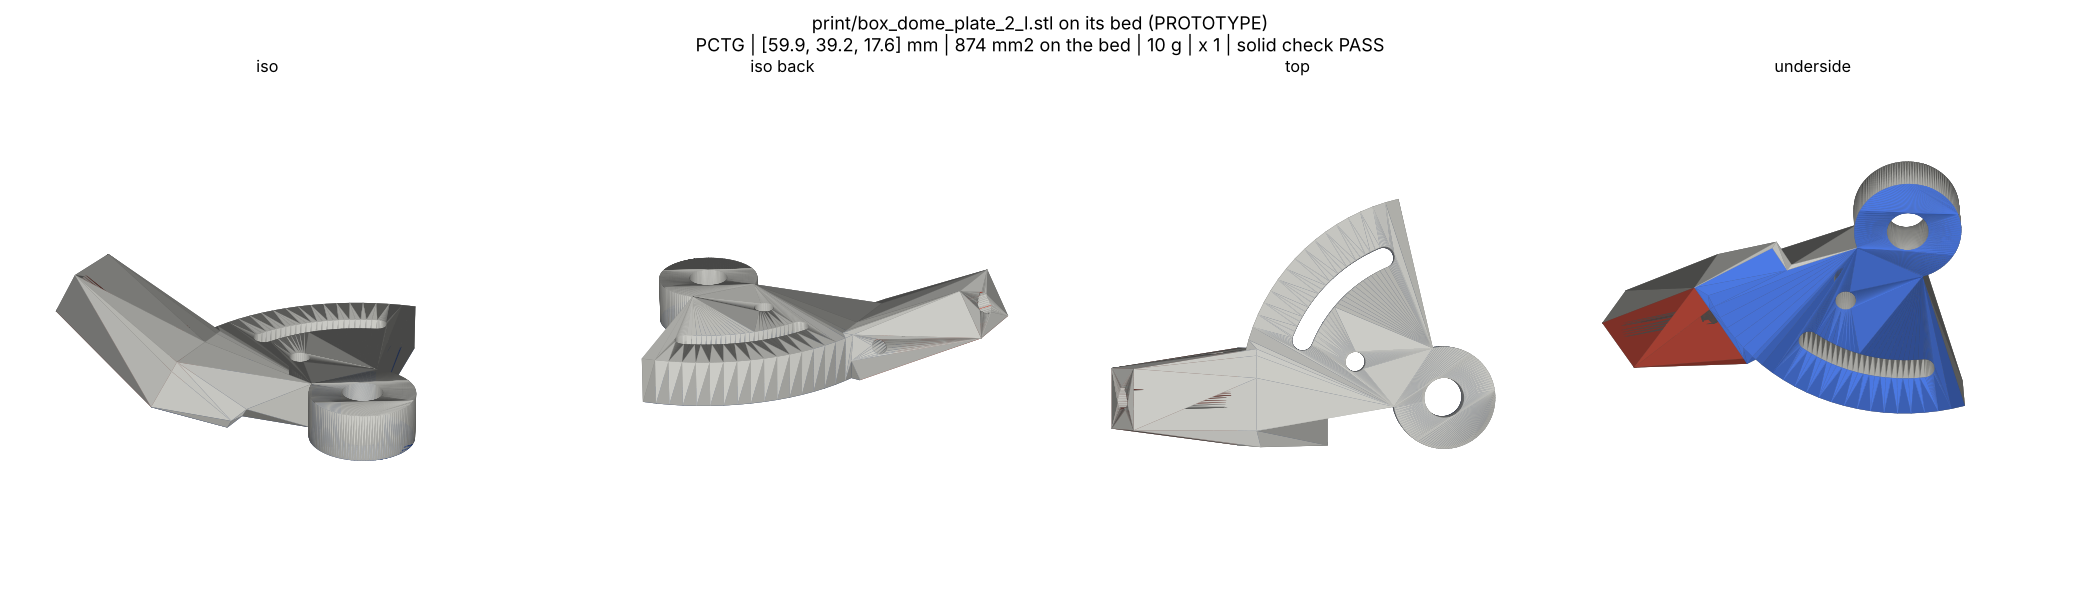 print/box_dome_plate_2_l.stl on its bed (PROTOTYPE)
PCTG | [59.9, 39.2, 17.6] mm | 874 mm2 on the bed | 10 g | x 1 | solid check PASS
iso
iso back
top
underside